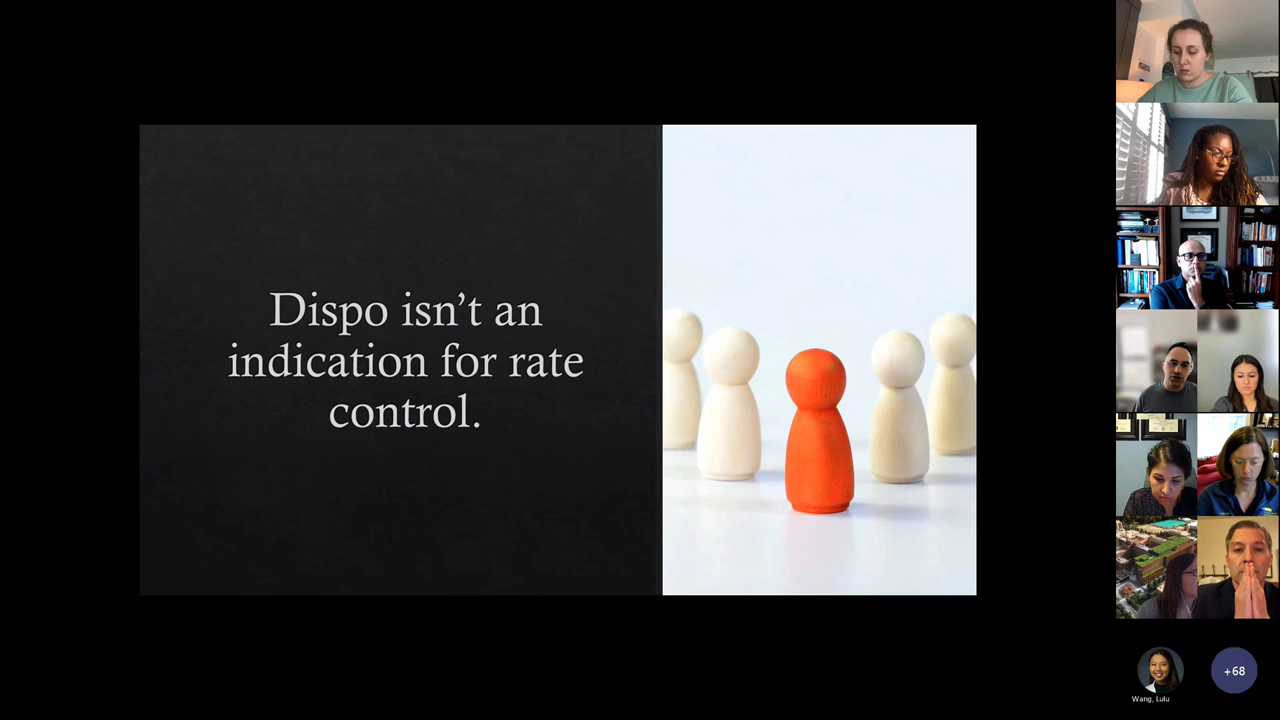 Dispo isn’t an
indication for rate
control.
Wang, Lulu
+68